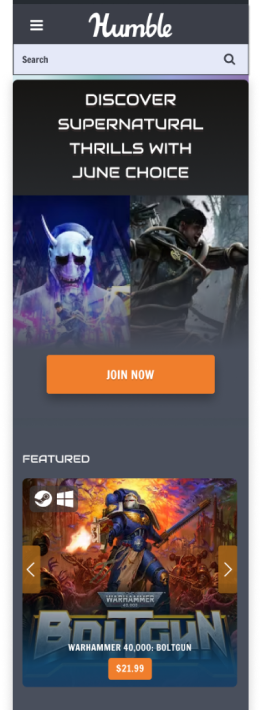 Humble
Search
DISCOVER
SUPERNATURAL
THRILLS WITH
JUNE CHOICE
JOIN NOW
FEATURED
WARHAMMER
40,000
BOLTGUN
WARHAMMER 40,000: BOLTGUN
$21.99